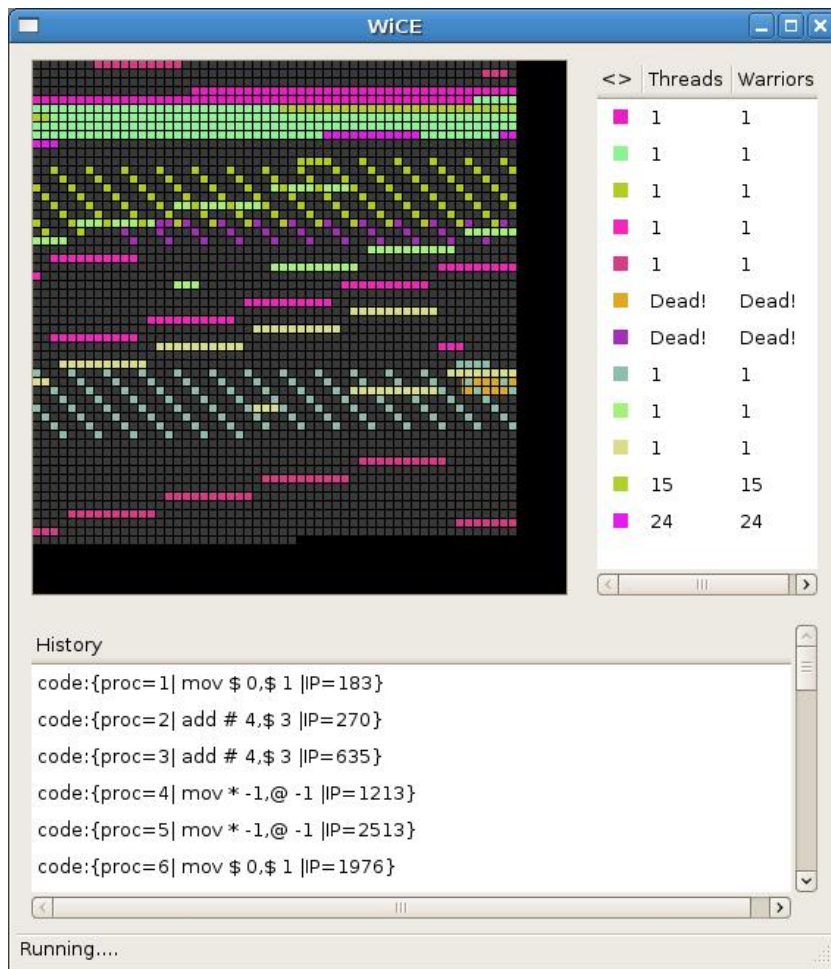 WiCE
<> Threads Warriors
1 1
1 1
1 1
1 1
1 1
Dead! Dead!
Dead! Dead!
1 1
1 1
1 1
15 15
24 24
History
code:{proc=1| mov $ 0,$ 1 |IP=183}
code:{proc=2| add # 4,$ 3 |IP=270}
code:{proc=3| add # 4,$ 3 |IP=635}
code:{proc=4| mov * -1,@ -1 |IP=1213}
code:{proc=5| mov * -1,@ -1 |IP=2513}
code:{proc=6| mov $ 0,$ 1 |IP=1976}
Running....